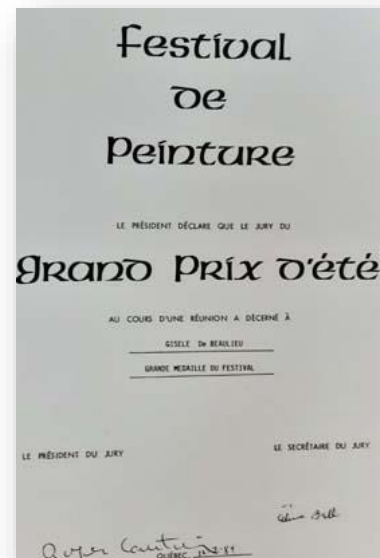 Festival
de
Peinture
LE PRÉSIDENT DÉCLARE QUE LE JURY DU
Grand Prix d'été
AU COURS D'UNE RÉUNION A DÉCERNÉ À
GISELE De BEAULIEU
GRANDE MEDAILLE DU FESTIVAL
LE PRÉSIDENT DU JURY
LE SECRÉTAIRE DU JURY
QUÉBEC